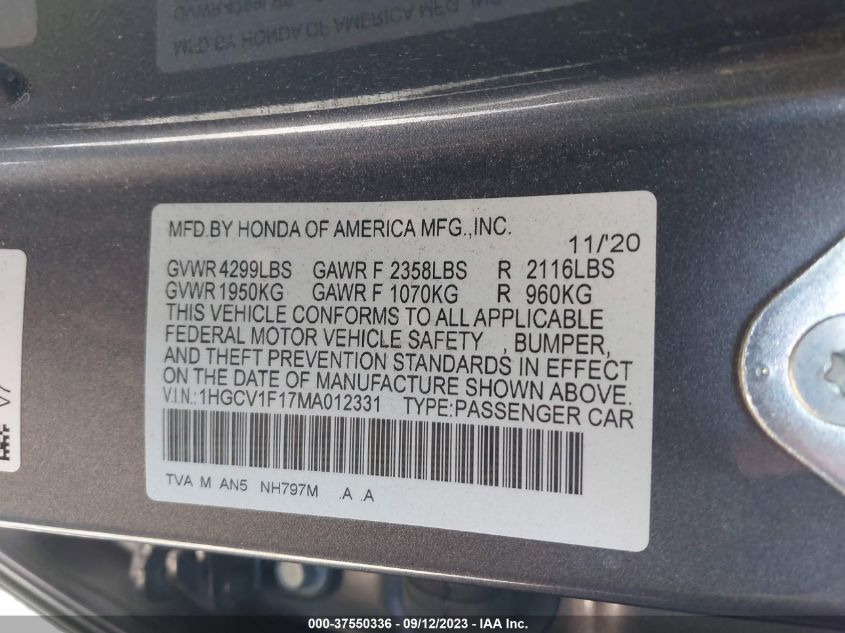 MFD.BY HONDA OF AMERICA MFG.,INC.
11/'20
GVWR 4299LBS GAWR F 2358LBS R 2116LBS
GVWR 1950KG GAWR F 1070KG R 960KG
THIS VEHICLE CONFORMS TO ALL APPLICABLE
FEDERAL MOTOR VEHICLE SAFETY , BUMPER,
AND THEFT PREVENTION STANDARDS IN EFFECT
ON THE DATE OF MANUFACTURE SHOWN ABOVE.
V.I.N.:1HGCV1F17MA012331 TYPE:PASSENGER CAR
TVA M AN5 NH797M .A .A
000-37550336 - 09/12/2023 - IAA Inc.